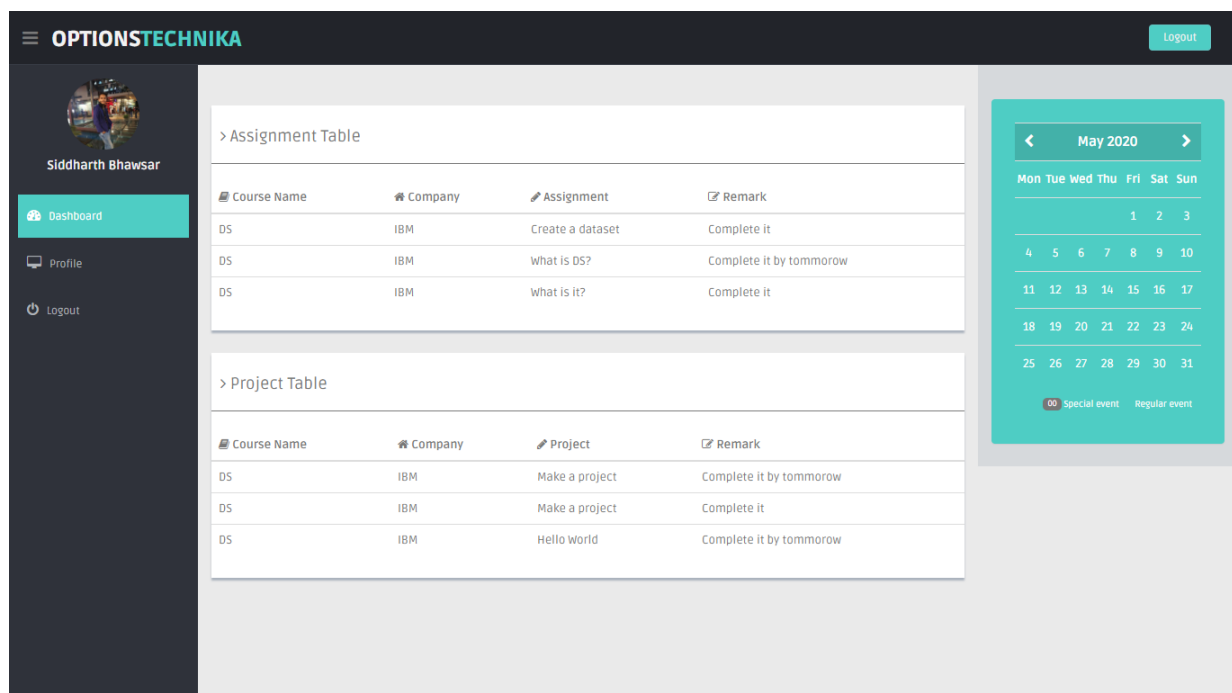 OPTIONSTECHNIKA
Logout
Siddharth Bhawsar
Dashboard
Profile
Logout
> Assignment Table
Course Name Company Assignment Remark
DS IBM Create a dataset Complete it
DS IBM What is DS? Complete it by tommorow
DS IBM What is it? Complete it
> Project Table
Course Name Company Project Remark
DS IBM Make a project Complete it by tommorow
DS IBM Make a project Complete it
DS IBM Hello World Complete it by tommorow
May 2020
Mon Tue Wed Thu Fri Sat Sun
1 2 3
4 5 6 7 8 9 10
11 12 13 14 15 16 17
18 19 20 21 22 23 24
25 26 27 28 29 30 31
00 Special event Regular event